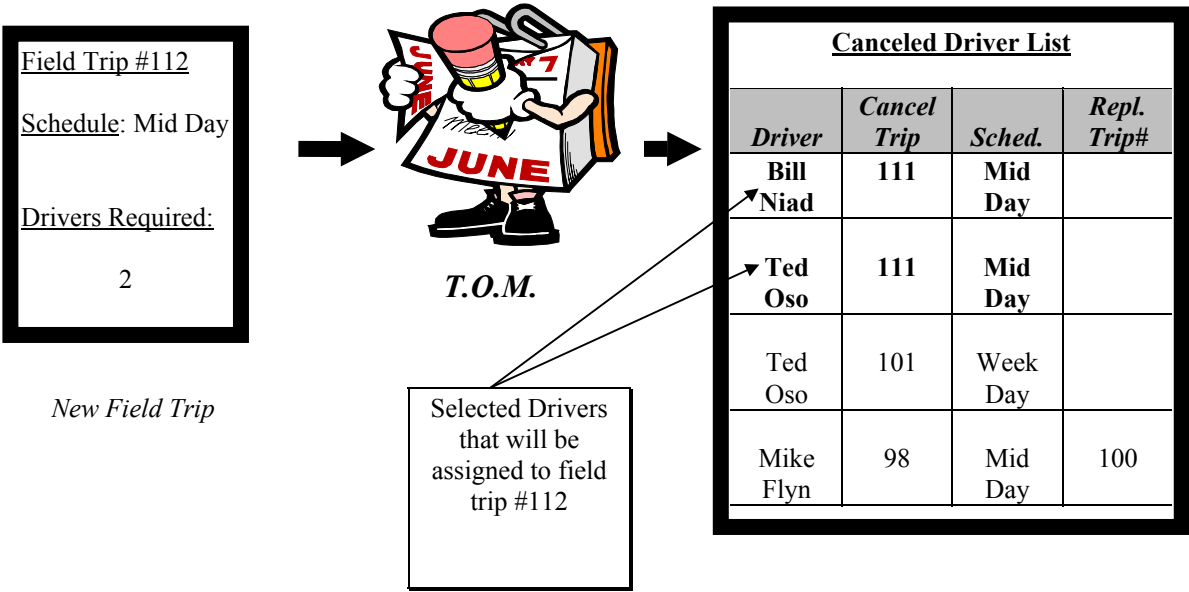 Field Trip #112
Schedule: Mid Day
Drivers Required:
2
New Field Trip
JUNE
7
meet
JUNE
T.O.M.
Selected Drivers
that will be
assigned to field
trip #112
Canceled Driver List
Driver Cancel Trip Sched. Repl. Trip#
Bill Niad 111 Mid Day
Ted Oso 111 Mid Day
Ted Oso 101 Week Day
Mike Flyn 98 Mid Day 100